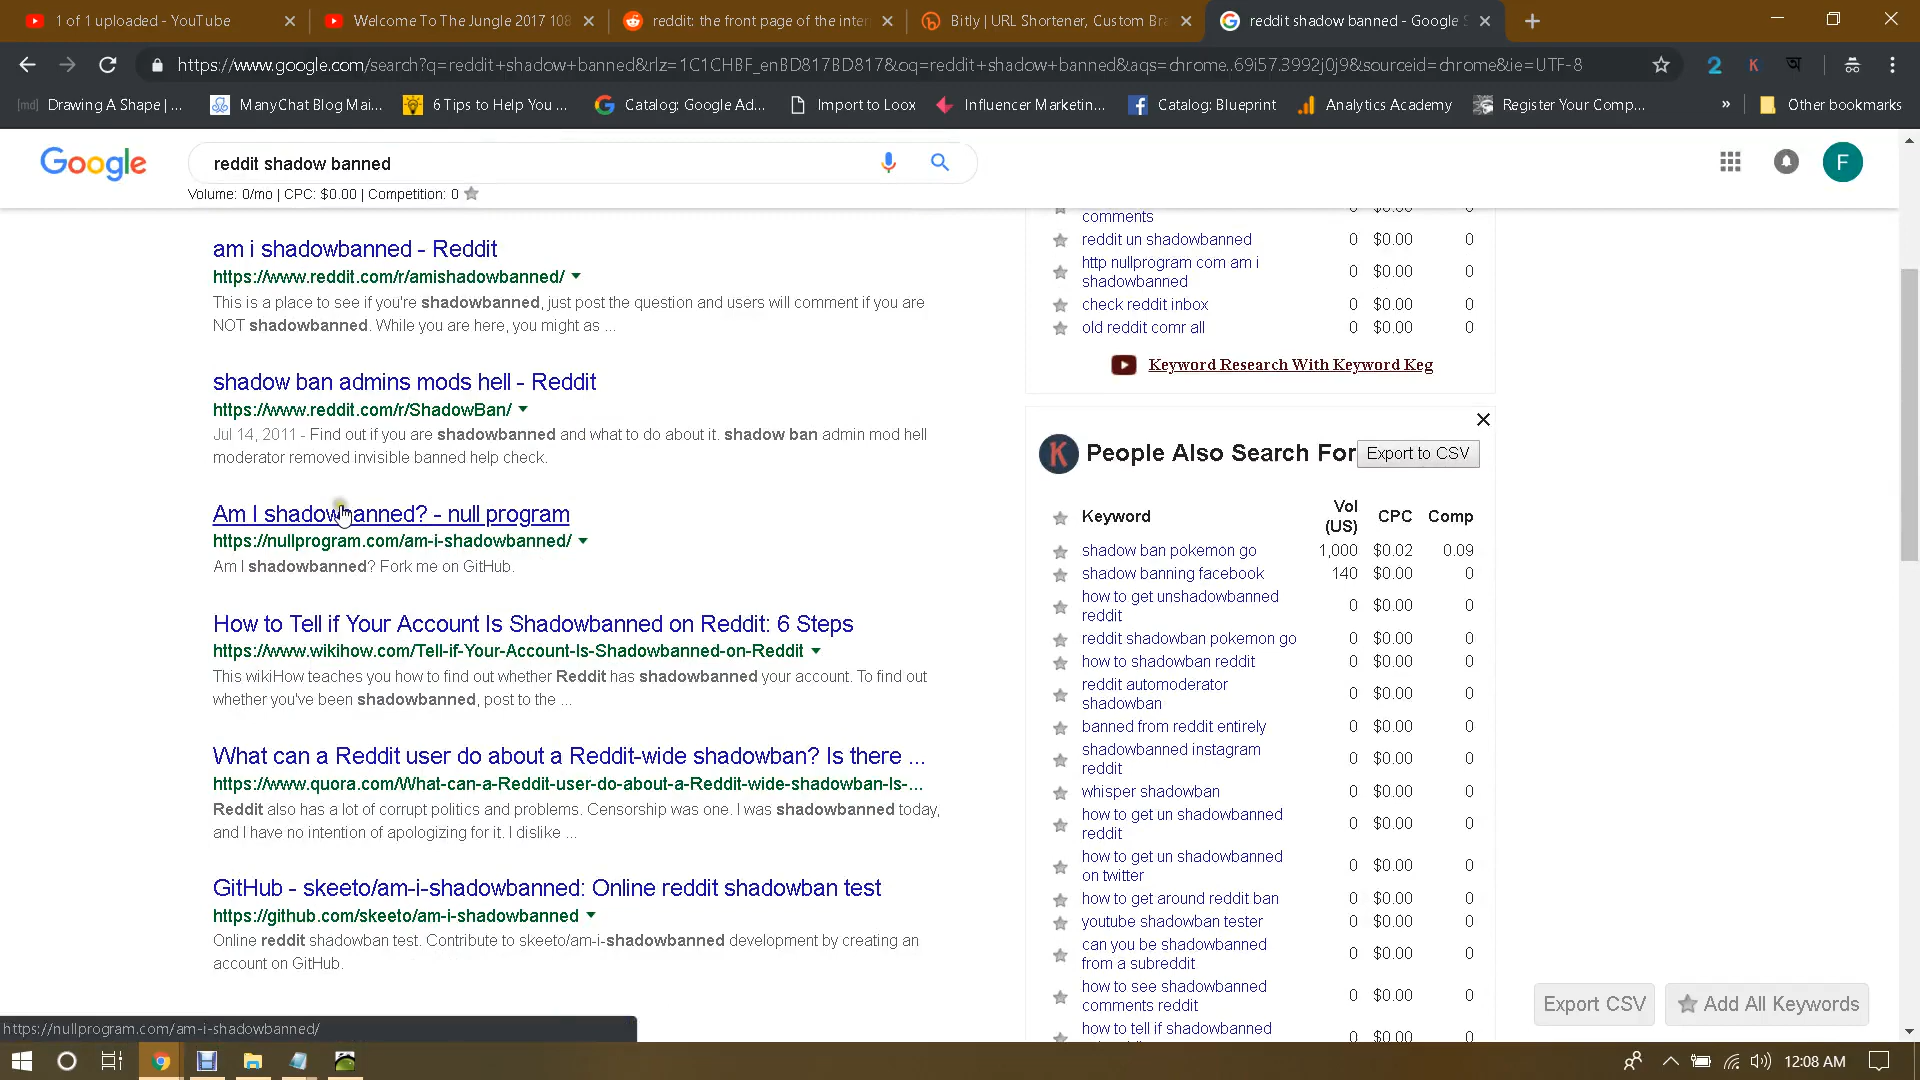 1 of 1 uploaded - YouTube
Welcome To The Jungle 2017 108
reddit: the front page of the inter
Bitly | URL Shortener, Custom Bra
reddit shadow banned - Google S
https://www.google.com/search?q=reddit+shadow+banned&rlz=1C1CHBF_enBD817BD817&oq=reddit+shadow+banned&aqs=chrome..69i57.3992j0j9&sourceid=chrome&ie=UTF-8
2
K
অ
[md] Drawing A Shape | ...
ManyChat Blog Mai...
6 Tips to Help You ...
Catalog: Google Ad...
Import to Loox
Influencer Marketin...
Catalog: Blueprint
Analytics Academy
Register Your Comp...
»
Other bookmarks
Google
reddit shadow banned
F
Volume: 0/mo | CPC: $0.00 | Competition: 0
am i shadowbanned - Reddit
https://www.reddit.com/r/amishadowbanned/
This is a place to see if you're shadowbanned, just post the question and users will comment if you are
NOT shadowbanned. While you are here, you might as ...
shadow ban admins mods hell - Reddit
https://www.reddit.com/r/ShadowBan/
Jul 14, 2011 - Find out if you are shadowbanned and what to do about it. shadow ban admin mod hell
moderator removed invisible banned help check.
Am I shadowbanned? - null program
https://nullprogram.com/am-i-shadowbanned/
Am I shadowbanned? Fork me on GitHub.
How to Tell if Your Account Is Shadowbanned on Reddit: 6 Steps
https://www.wikihow.com/Tell-if-Your-Account-Is-Shadowbanned-on-Reddit
This wikiHow teaches you how to find out whether Reddit has shadowbanned your account. To find out
whether you've been shadowbanned, post to the ...
What can a Reddit user do about a Reddit-wide shadowban? Is there ...
https://www.quora.com/What-can-a-Reddit-user-do-about-a-Reddit-wide-shadowban-Is-...
Reddit also has a lot of corrupt politics and problems. Censorship was one. I was shadowbanned today,
and I have no intention of apologizing for it. I dislike ...
GitHub - skeeto/am-i-shadowbanned: Online reddit shadowban test
https://github.com/skeeto/am-i-shadowbanned
Online reddit shadowban test. Contribute to skeeto/am-i-shadowbanned development by creating an
account on GitHub.
comments 0 $0.00 0
reddit un shadowbanned 0 $0.00 0
http nullprogram com am i
shadowbanned 0 $0.00 0
check reddit inbox 0 $0.00 0
old reddit comr all 0 $0.00 0
Keyword Research With Keyword Keg
K People Also Search For Export to CSV
Keyword Vol (US) CPC Comp
shadow ban pokemon go 1,000 $0.02 0.09
shadow banning facebook 140 $0.00 0
how to get unshadowbanned
reddit 0 $0.00 0
reddit shadowban pokemon go 0 $0.00 0
how to shadowban reddit 0 $0.00 0
reddit automoderator
shadowban 0 $0.00 0
banned from reddit entirely 0 $0.00 0
shadowbanned instagram
reddit 0 $0.00 0
whisper shadowban 0 $0.00 0
how to get un shadowbanned
reddit 0 $0.00 0
how to get un shadowbanned
on twitter 0 $0.00 0
how to get around reddit ban 0 $0.00 0
youtube shadowban tester 0 $0.00 0
can you be shadowbanned
from a subreddit 0 $0.00 0
how to see shadowbanned
comments reddit 0 $0.00 0
how to tell if shadowbanned 0 $0.00 0
Export CSV
Add All Keywords
https://nullprogram.com/am-i-shadowbanned/
12:08 AM